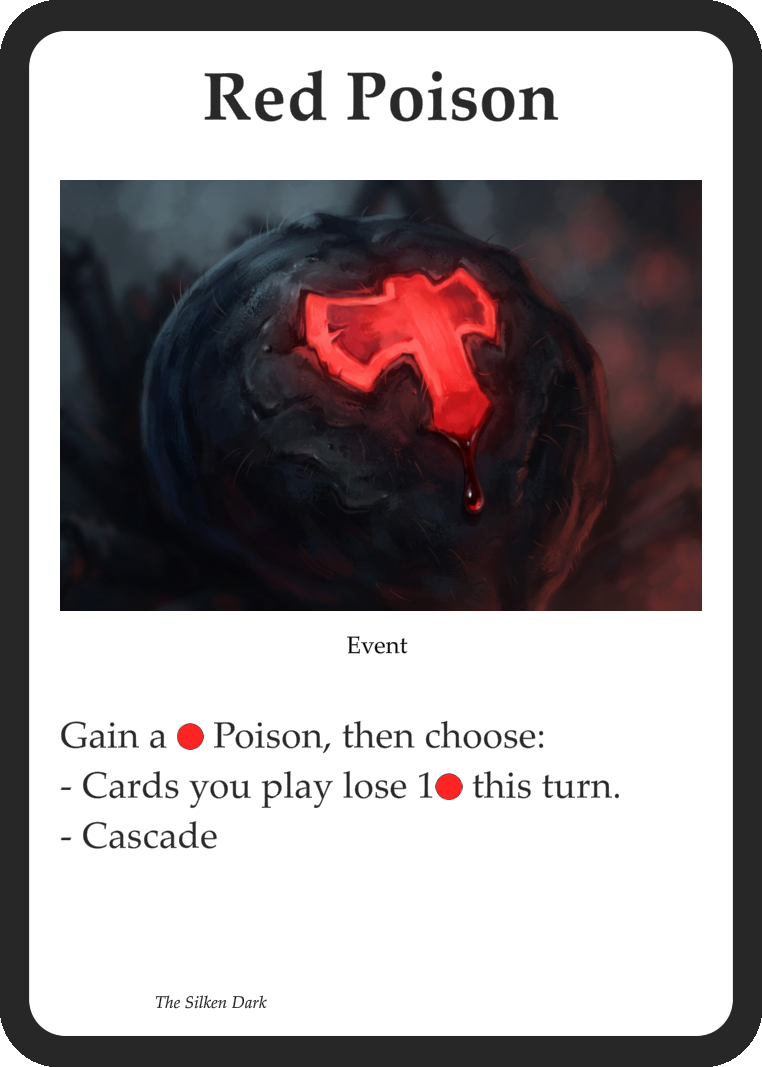 Red Poison
Event
Gain a 🔴 Poison, then choose:
- Cards you play lose 1🔴 this turn.
- Cascade
The Silken Dark